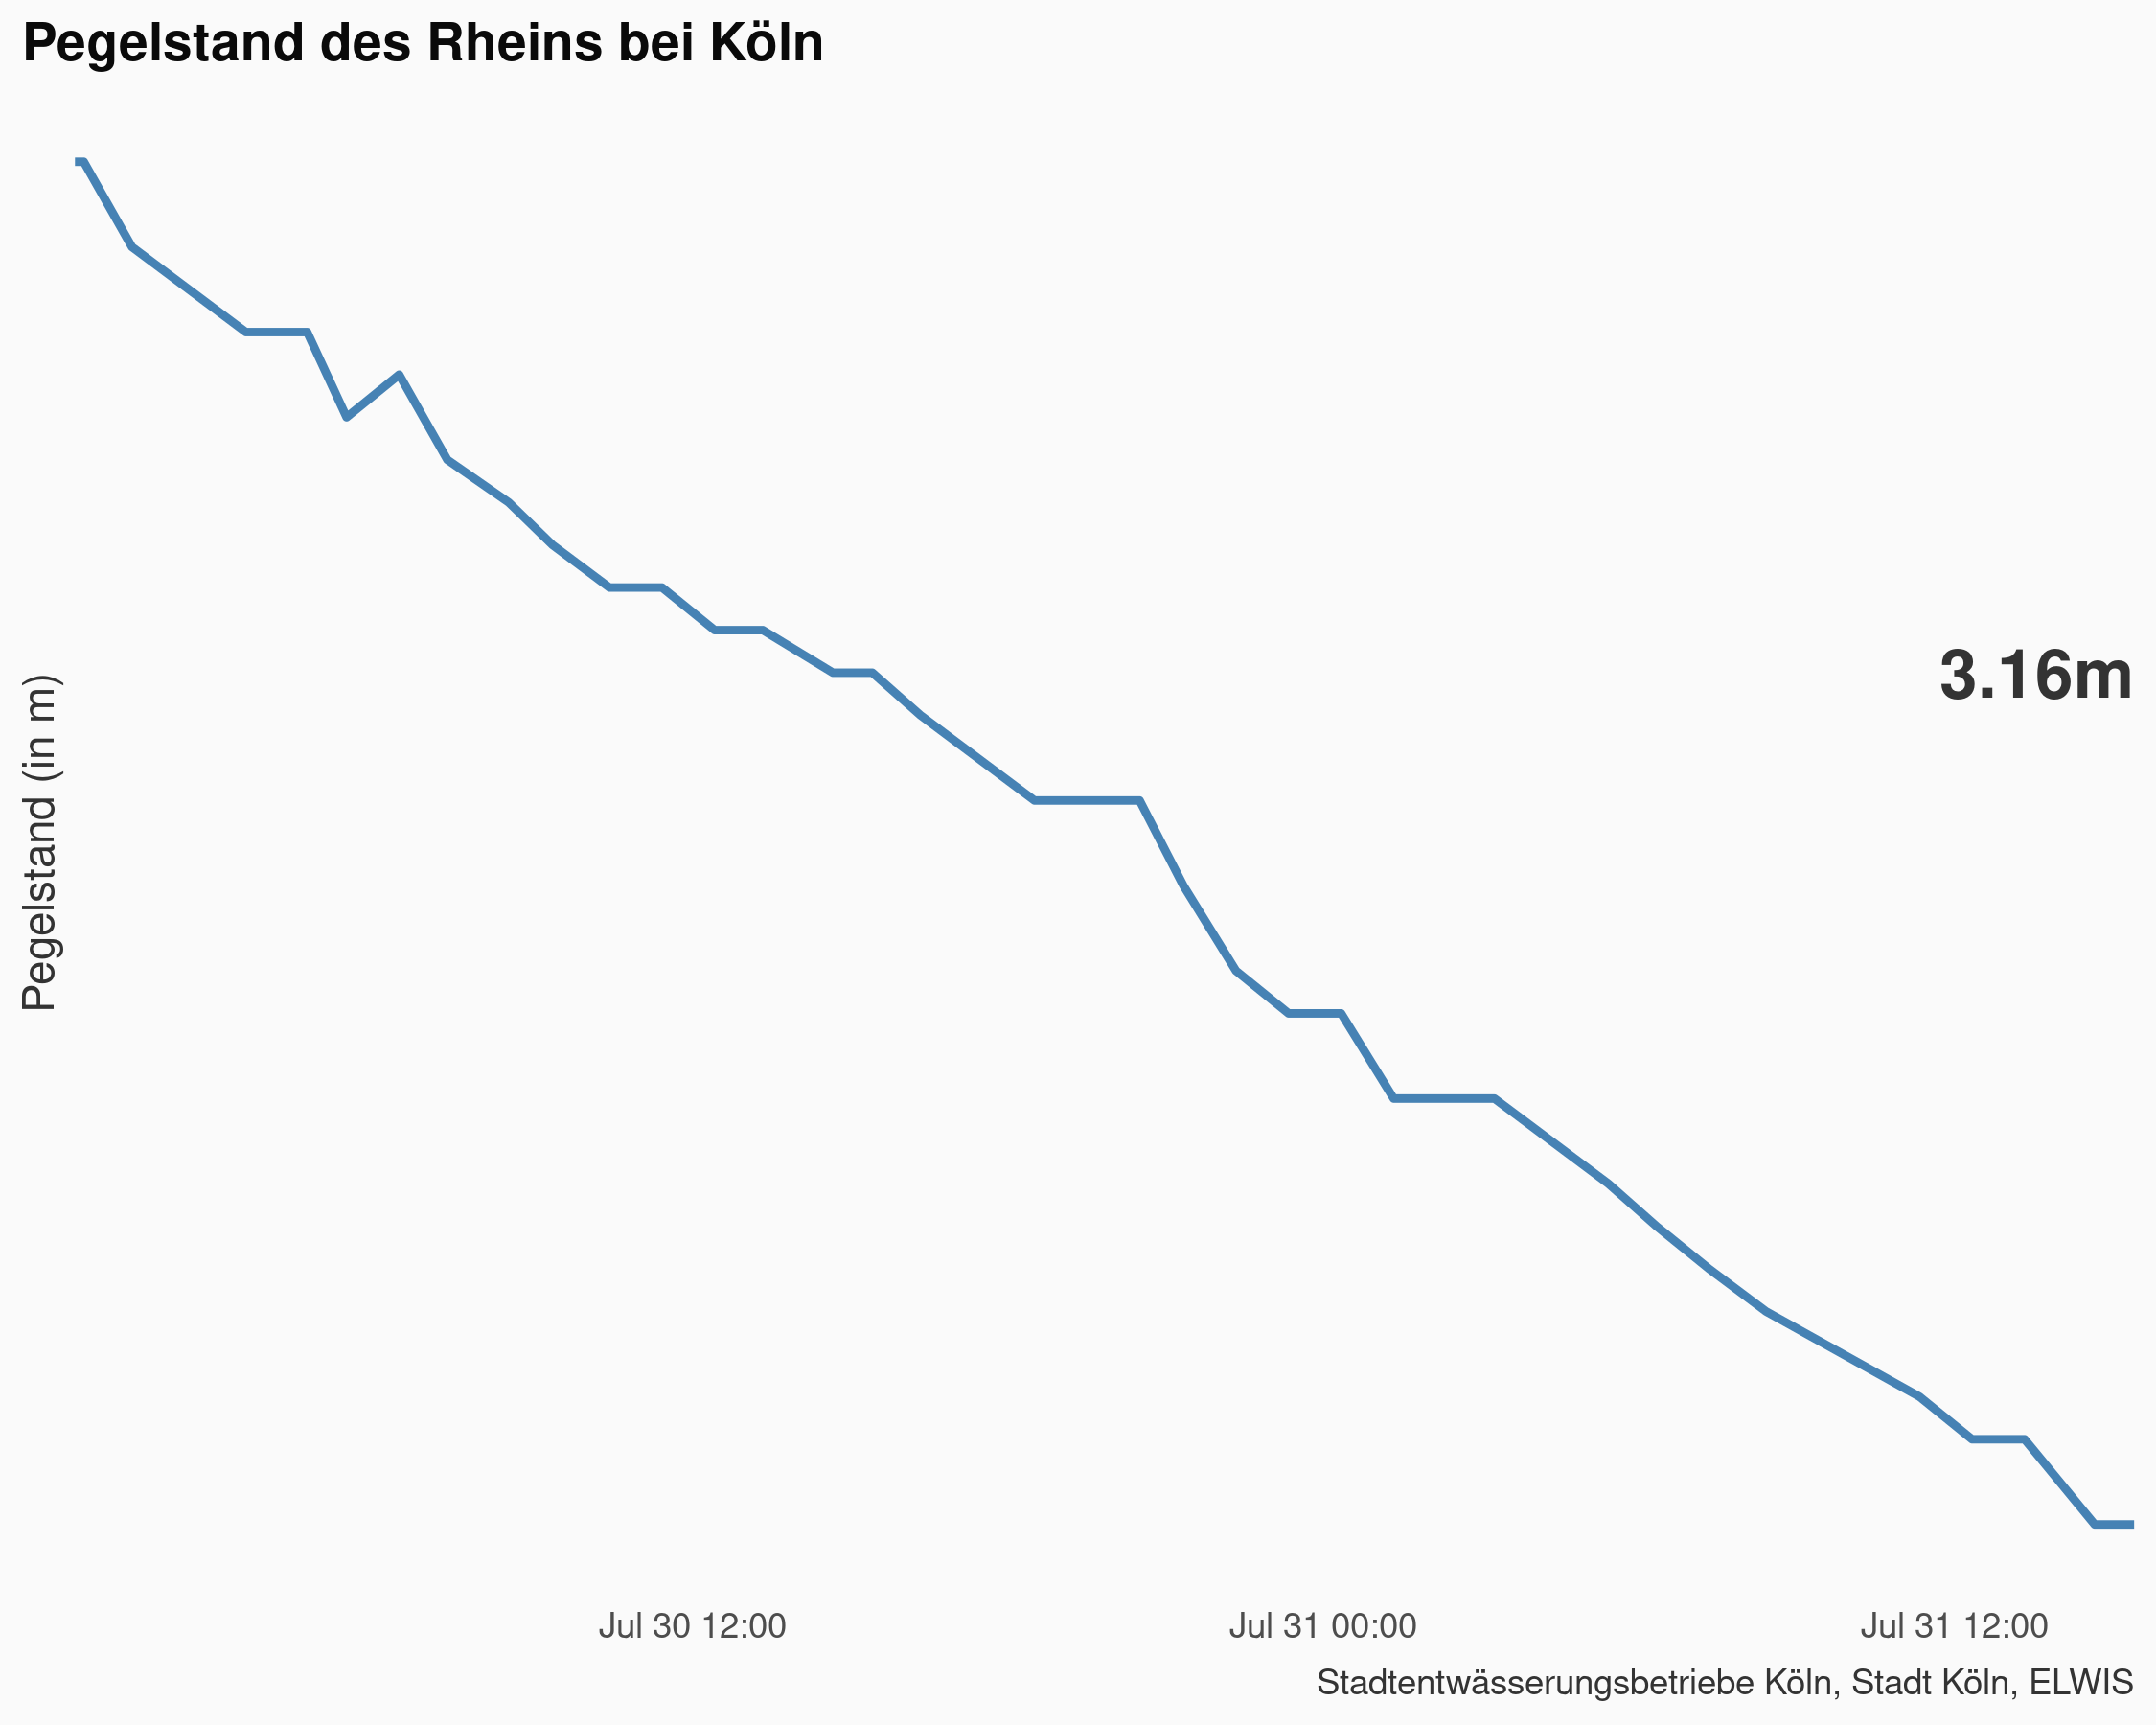 Pegelstand des Rheins bei Köln
Pegelstand (in m)
3.16m
Jul 30 12:00
Jul 31 00:00
Jul 31 12:00
Stadtentwässerungsbetriebe Köln, Stadt Köln, ELWIS